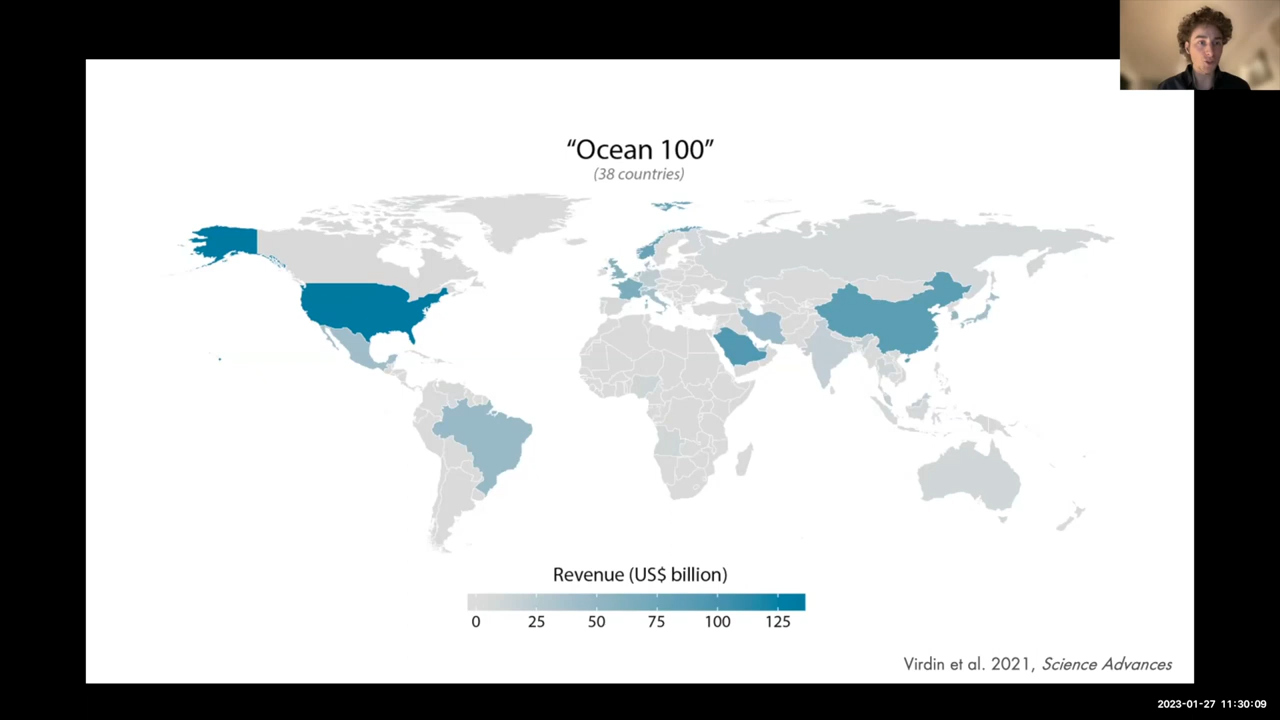 “Ocean 100”
(38 countries)
Revenue (US$ billion)
0 25 50 75 100 125
Virdin et al. 2021, Science Advances
2023-01-27 11:30:09